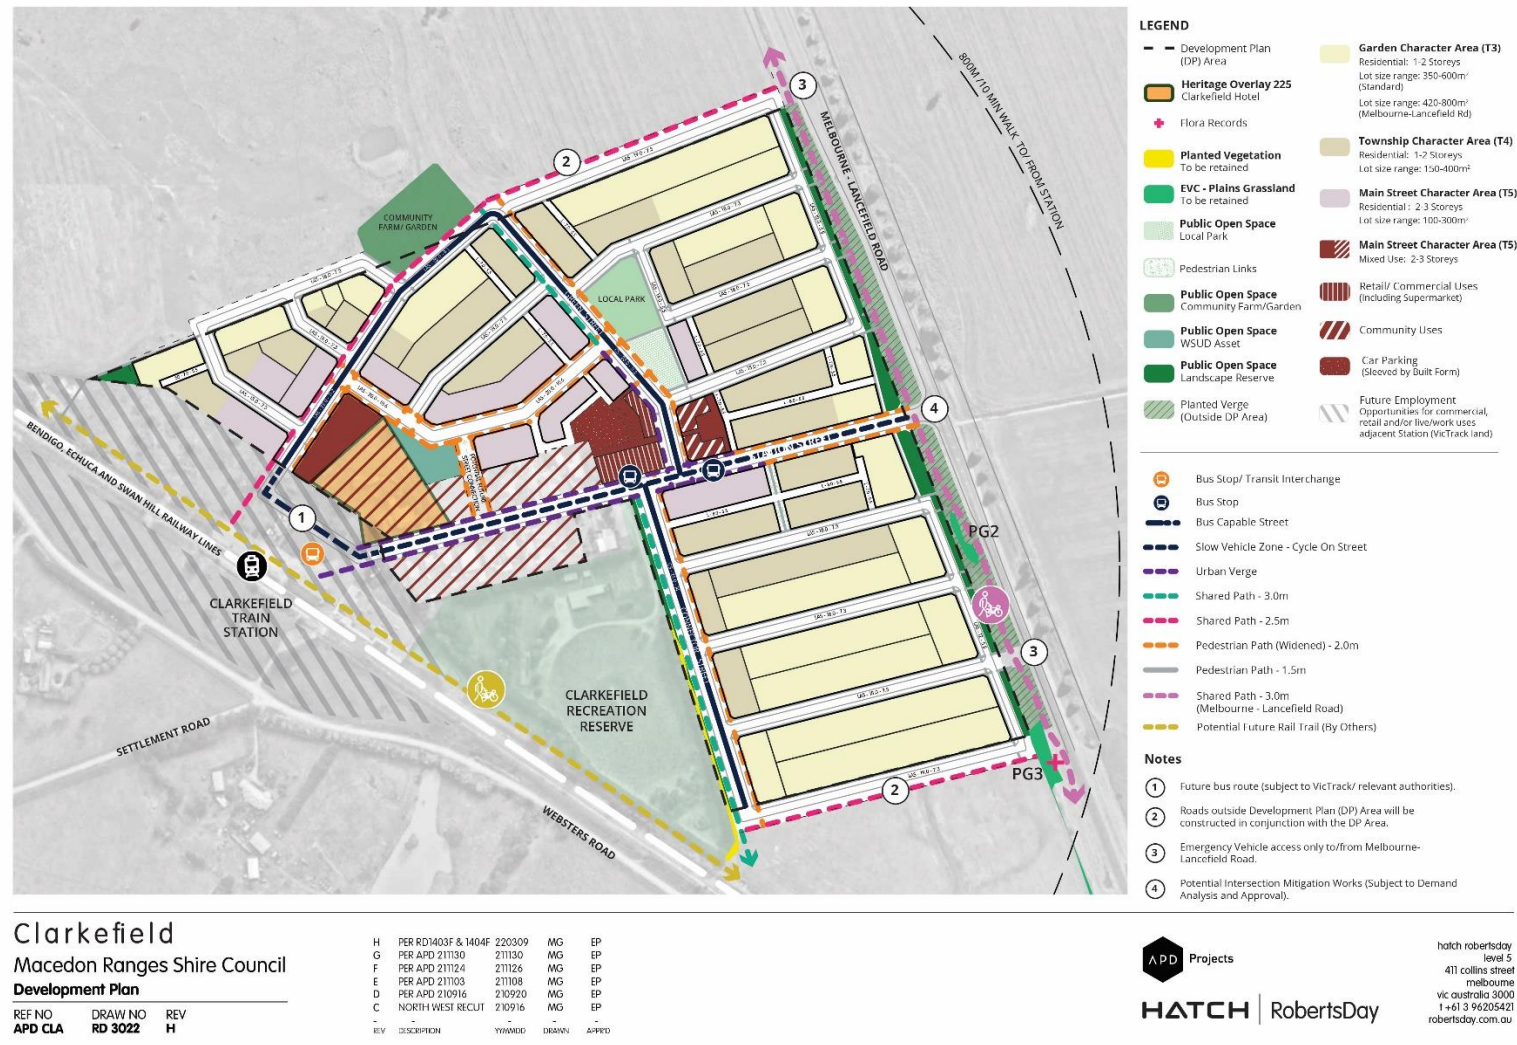 800M /10 MIN WALK TO/ FROM STATION
MELBOURNE - LANCEFIELD ROAD
3
2
COMMUNITY
FARM/ GARDEN
LOCAL PARK
4
STATION STREET
1
BENDIGO, ECHUCA AND SWAN HILL RAILWAY LINES
CLARKEFIELD
TRAIN
STATION
PG2
3
CLARKEFIELD
RECREATION
RESERVE
SETTLEMENT ROAD
WEBSTERS ROAD
2
PG3
LEGEND
Development Plan
(DP) Area
Heritage Overlay 225
Clarkefield Hotel
Flora Records
Planted Vegetation
To be retained
EVC - Plains Grassland
To be retained
Public Open Space
Local Park
Pedestrian Links
Public Open Space
Community Farm/Garden
Public Open Space
WSUD Asset
Public Open Space
Landscape Reserve
Planted Verge
(Outside DP Area)
Garden Character Area (T3)
Residential: 1-2 Storeys
Lot size range: 350-600m²
(Standard)
Lot size range: 420-800m²
(Melbourne-Lancefield Rd)
Township Character Area (T4)
Residential: 1-2 Storeys
Lot size range: 150-400m²
Main Street Character Area (T5)
Residential : 2-3 Storeys
Lot size range: 100-300m²
Main Street Character Area (T5)
Mixed Use: 2-3 Storeys
Retail/ Commercial Uses
(Including Supermarket)
Community Uses
Car Parking
(Sleeved by Built Form)
Future Employment
Opportunities for commercial,
retail and/or live/work uses
adjacent Station (VicTrack land)
Bus Stop/ Transit Interchange
Bus Stop
Bus Capable Street
Slow Vehicle Zone - Cycle On Street
Urban Verge
Shared Path - 3.0m
Shared Path - 2.5m
Pedestrian Path (Widened) - 2.0m
Pedestrian Path - 1.5m
Shared Path - 3.0m
(Melbourne - Lancefield Road)
Potential Future Rail Trail (By Others)
Notes
1 Future bus route (subject to VicTrack/ relevant authorities).
2 Roads outside Development Plan (DP) Area will be
constructed in conjunction with the DP Area.
3 Emergency Vehicle access only to/from Melbourne-
Lancefield Road.
4 Potential Intersection Mitigation Works (Subject to Demand
Analysis and Approval).
Clarkefield
Macedon Ranges Shire Council
Development Plan
REF NO DRAW NO REV
APD CLA RD 3022 H
H PER RD1403F & 1404F 220309 MG EP
G PER APD 211130 211130 MG EP
F PER APD 211124 211126 MG EP
E PER APD 211103 211108 MG EP
D PER APD 210916 210920 MG EP
C NORTH WEST RECUT 210916 MG EP
- - - - -
REV DESCRIPTION YYMMDD DRAWN APPR'D
APD Projects
HATCH | RobertsDay
hatch robertsday
level 5
411 collins street
melbourne
vic australia 3000
t +61 3 96205421
robertsday.com.au